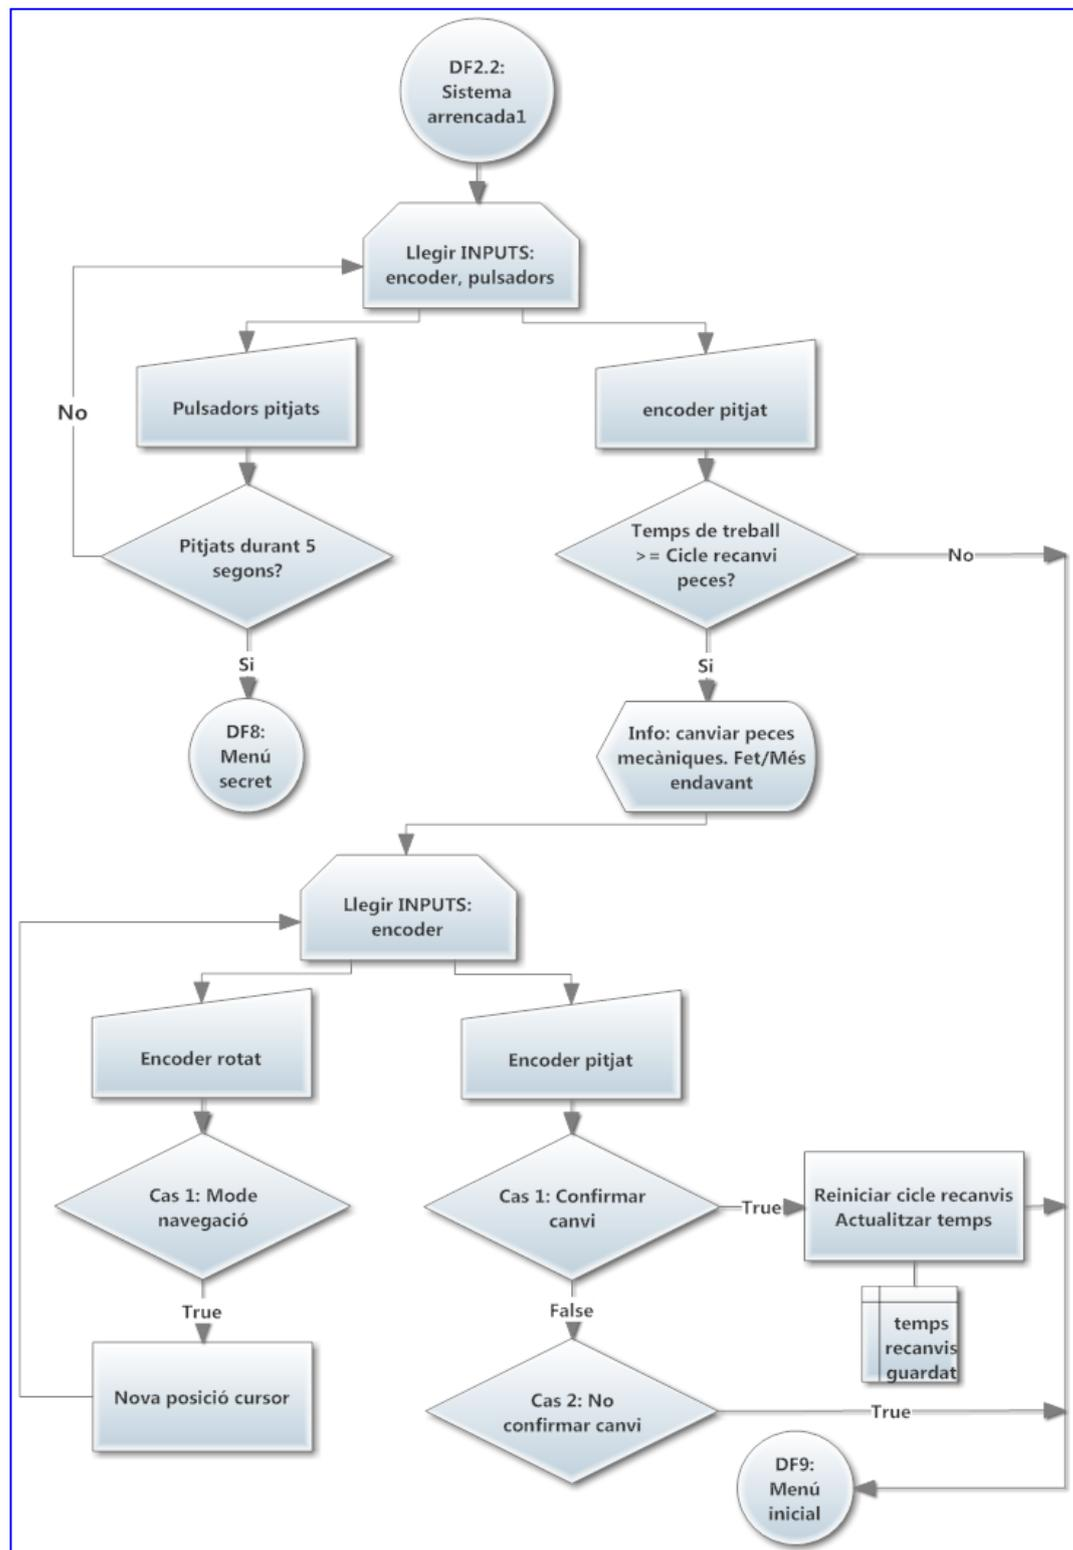 DF2.2:
Sistema
arrencada1
Llegir INPUTS:
encoder, pulsadors
No
Pulsadors pitjats
encoder pitjat
Pitjats durant 5
segons?
Temps de treball
>= Cicle recanvi
peces?
No
Si
Si
DF8:
Menú
secret
Info: canviar peces
mecàniques. Fet/Més
endavant
Llegir INPUTS:
encoder
Encoder rotat
Encoder pitjat
Cas 1: Mode
navegació
Cas 1: Confirmar
canvi
True
Reiniciar cicle recanvis
Actualitzar temps
True
False
temps
recanvis
guardat
Nova posició cursor
Cas 2: No
confirmar canvi
True
DF9:
Menú
inicial